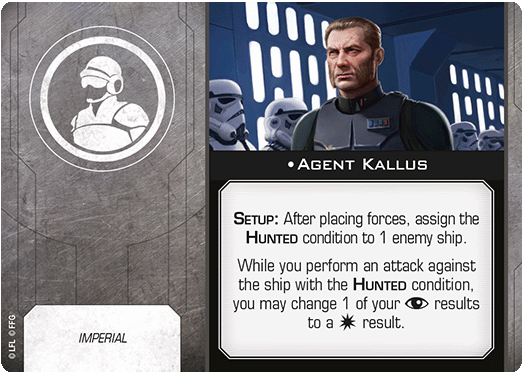 •AGENT KALLUS
SETUP: After placing forces, assign the
HUNTED condition to 1 enemy ship.
While you perform an attack against
the ship with the HUNTED condition,
you may change 1 of your results
to a result.
IMPERIAL
© LFL © FFG